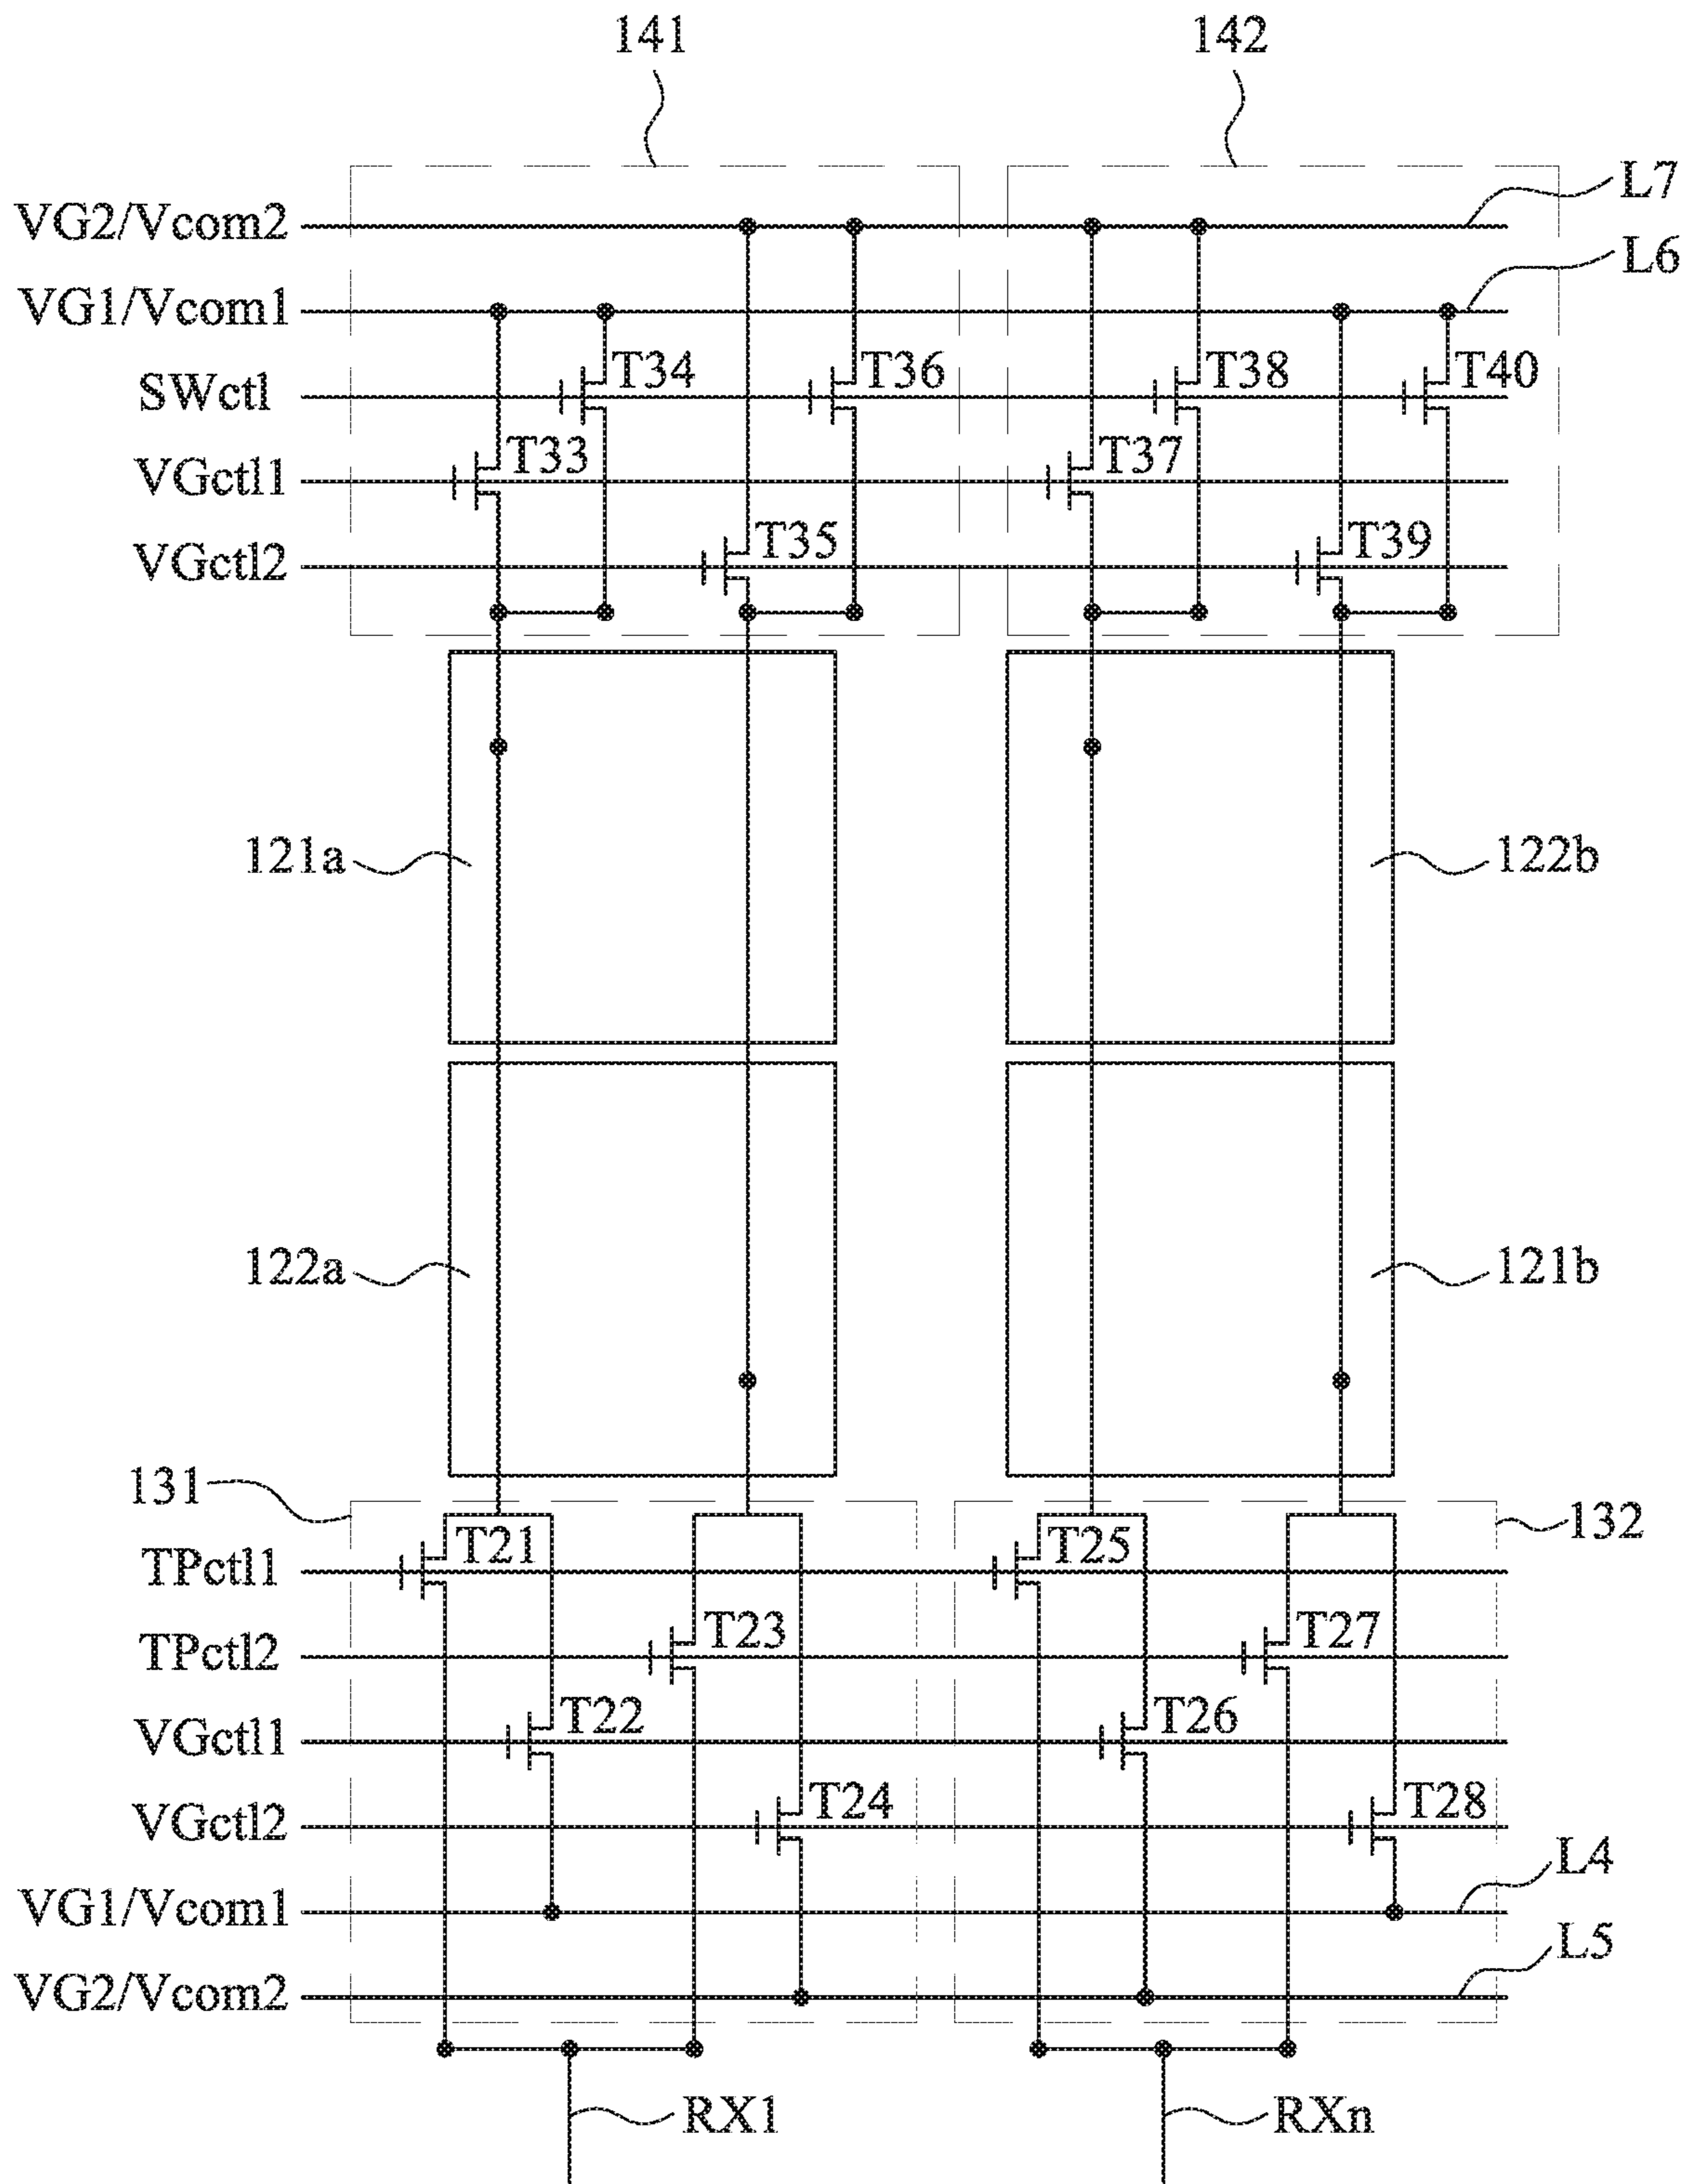 141 142
VG2/Vcom2 L7
VG1/Vcom1 L6
SWctl T34 T36 T38 T40
VGctl1 T33 T37
VGctl2 T35 T39
121a 122b
122a 121b
131 132
TPctl1 T21 T25
TPctl2 T23 T27
VGctl1 T22 T26
VGctl2 T24 T28
VG1/Vcom1 L4
VG2/Vcom2 L5
RX1 RXn